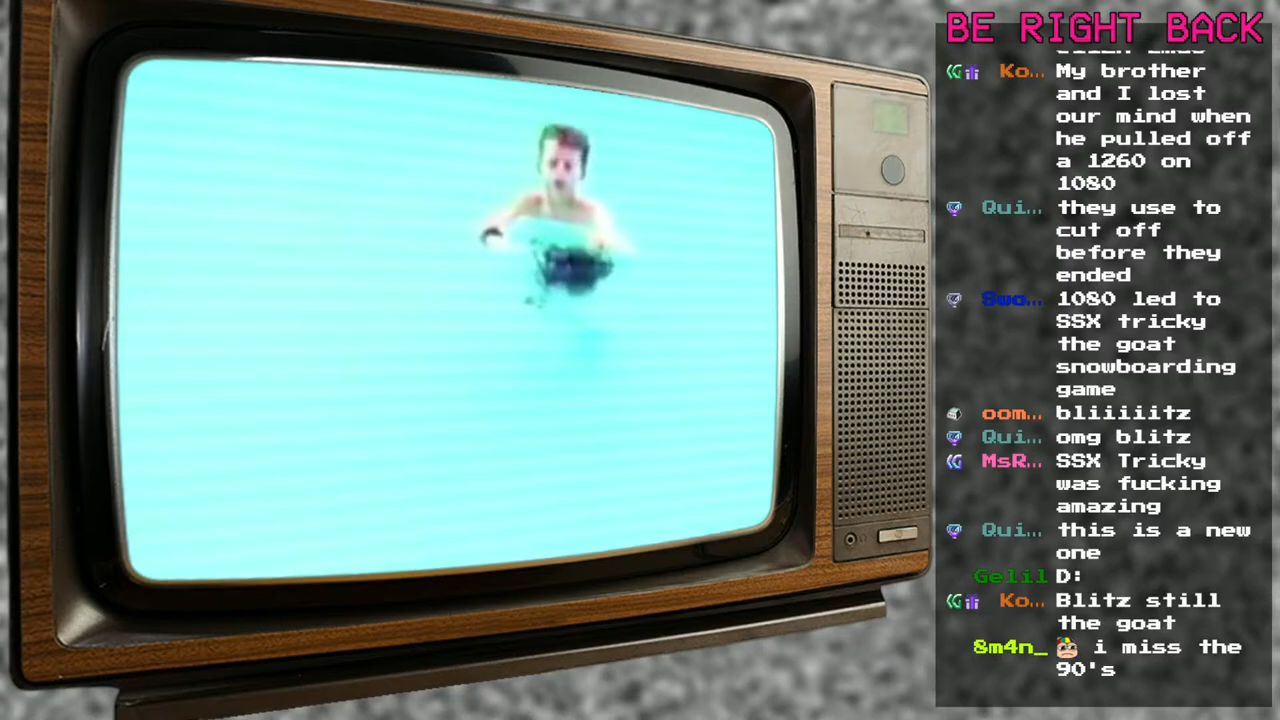 BE RIGHT BACK
Ko... My brother
and I lost
our mind when
he pulled off
a 1260 on
1080
Qui... they use to
cut off
before they
ended
Swo... 1080 led to
SSX tricky
the goat
snowboarding
game
oom... bliiiiitz
Qui... omg blitz
MsR... SSX Tricky
was fucking
amazing
Qui... this is a new
one
Gelil D:
Ko... Blitz still
the goat
8m4n_ i miss the
90's